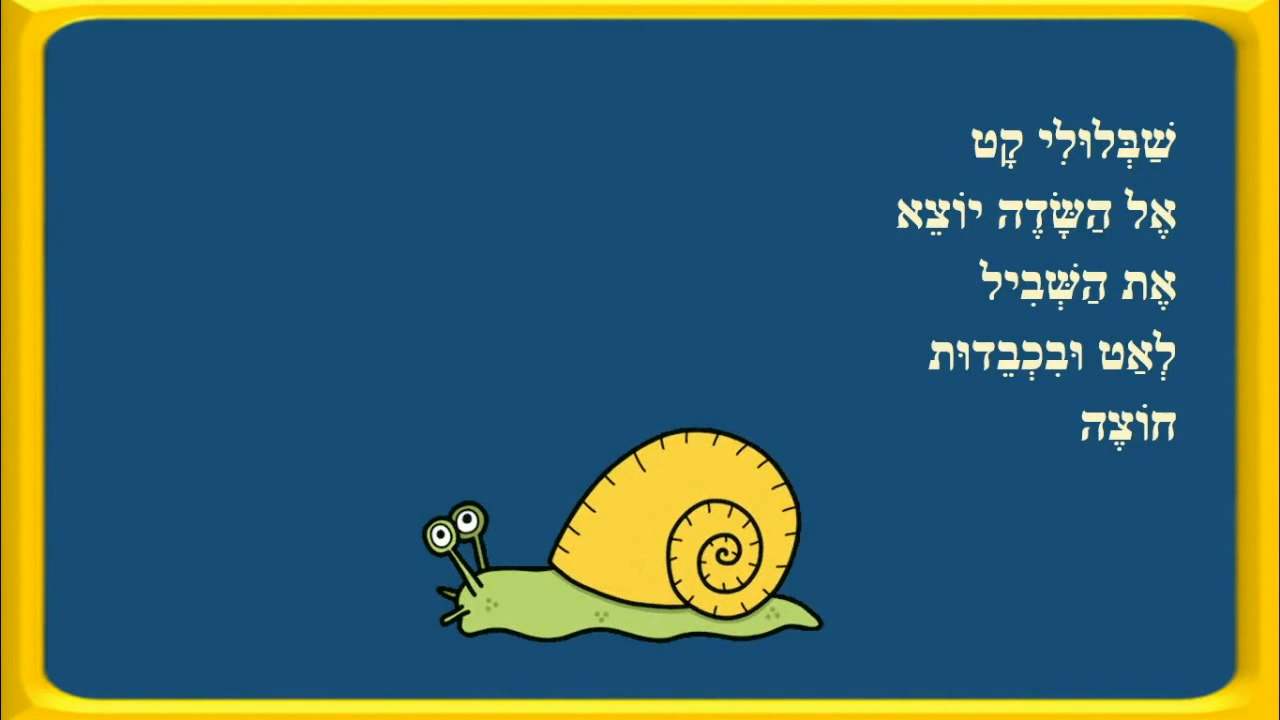 שַׁבְּלוּלִי קָט
אֶל הַשָּׂדֶה יוֹצֵא
אֶת הַשְּׁבִיל
לְאַט וּבִכְבֵדוּת
חוֹצֶה